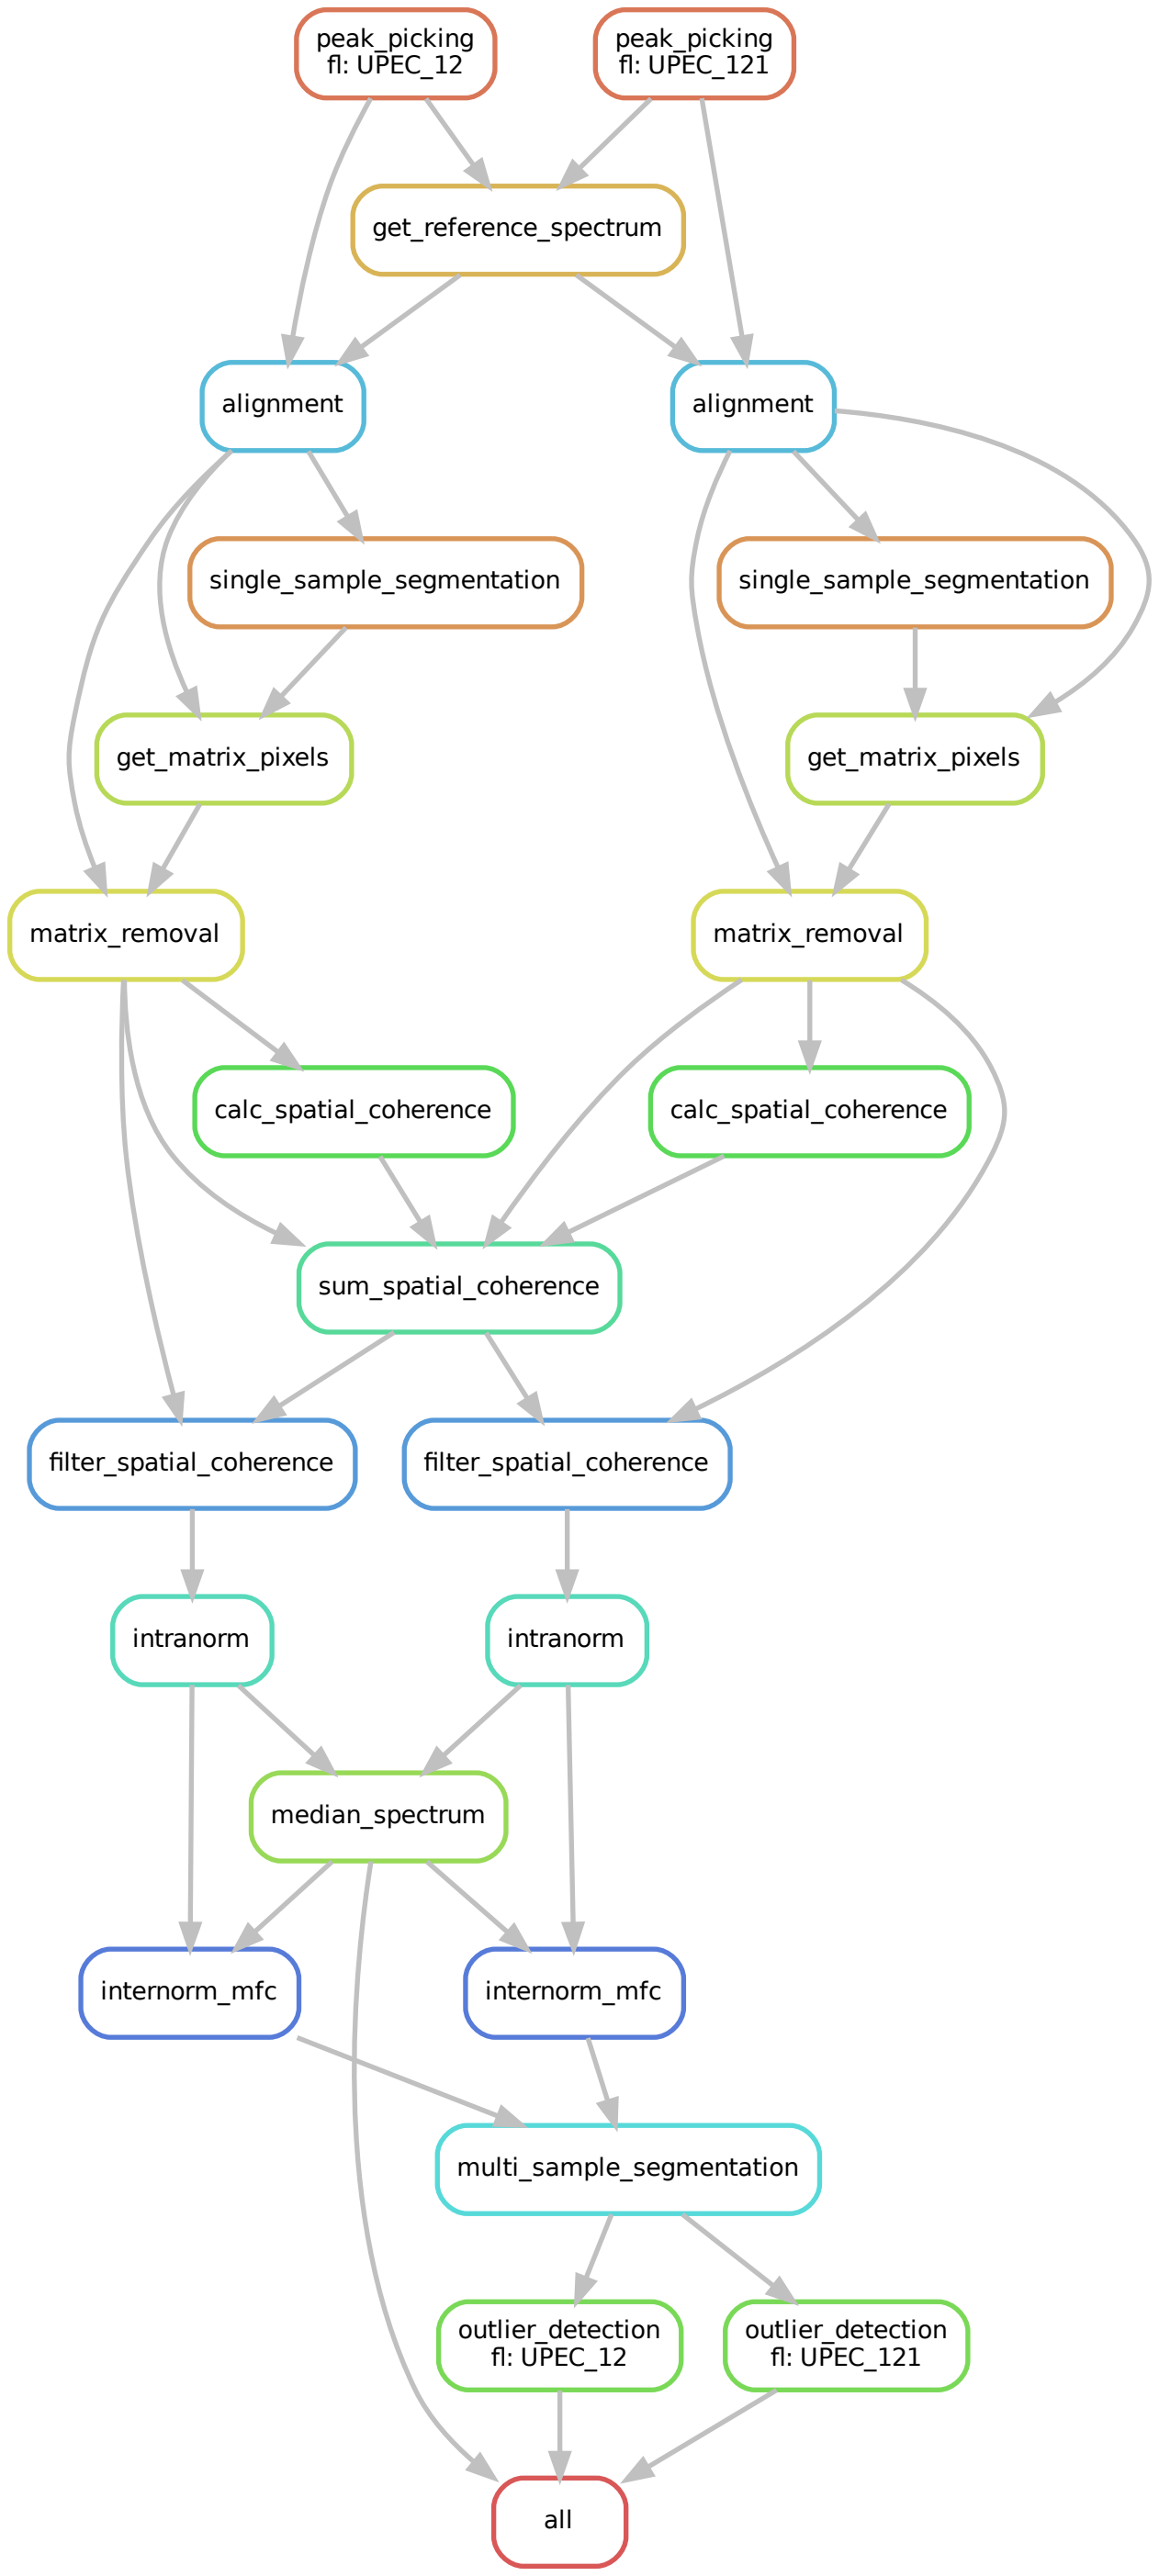 peak_picking
fl: UPEC_12
peak_picking
fl: UPEC_121
get_reference_spectrum
alignment
alignment
single_sample_segmentation
single_sample_segmentation
get_matrix_pixels
get_matrix_pixels
matrix_removal
matrix_removal
calc_spatial_coherence
calc_spatial_coherence
sum_spatial_coherence
filter_spatial_coherence
filter_spatial_coherence
intranorm
intranorm
median_spectrum
internorm_mfc
internorm_mfc
multi_sample_segmentation
outlier_detection
fl: UPEC_12
outlier_detection
fl: UPEC_121
all